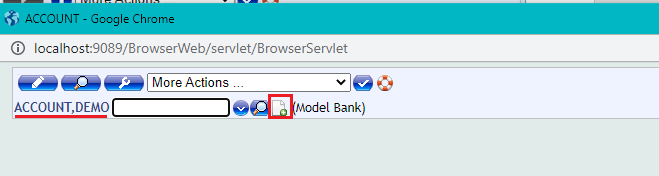 More Actions
ACCOUNT - Google Chrome
localhost:9089/BrowserWeb/servlet/BrowserServlet
More Actions ...
ACCOUNT,DEMO (Model Bank)